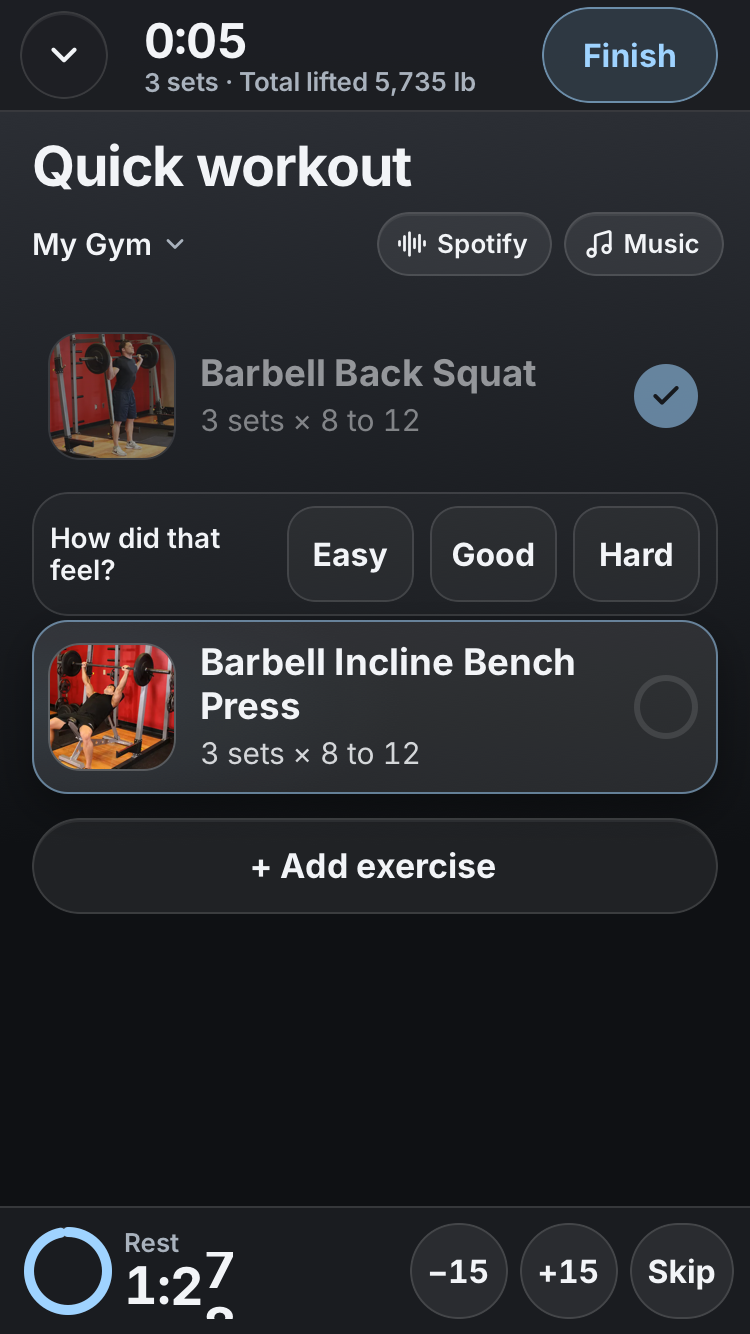 0:05
3 sets · Total lifted 5,735 lb
Finish
Quick workout
My Gym
Spotify
Music
Barbell Back Squat
3 sets × 8 to 12
How did that
feel?
Easy
Good
Hard
Barbell Incline Bench
Press
3 sets × 8 to 12
+ Add exercise
Rest
1:27
−15
+15
Skip